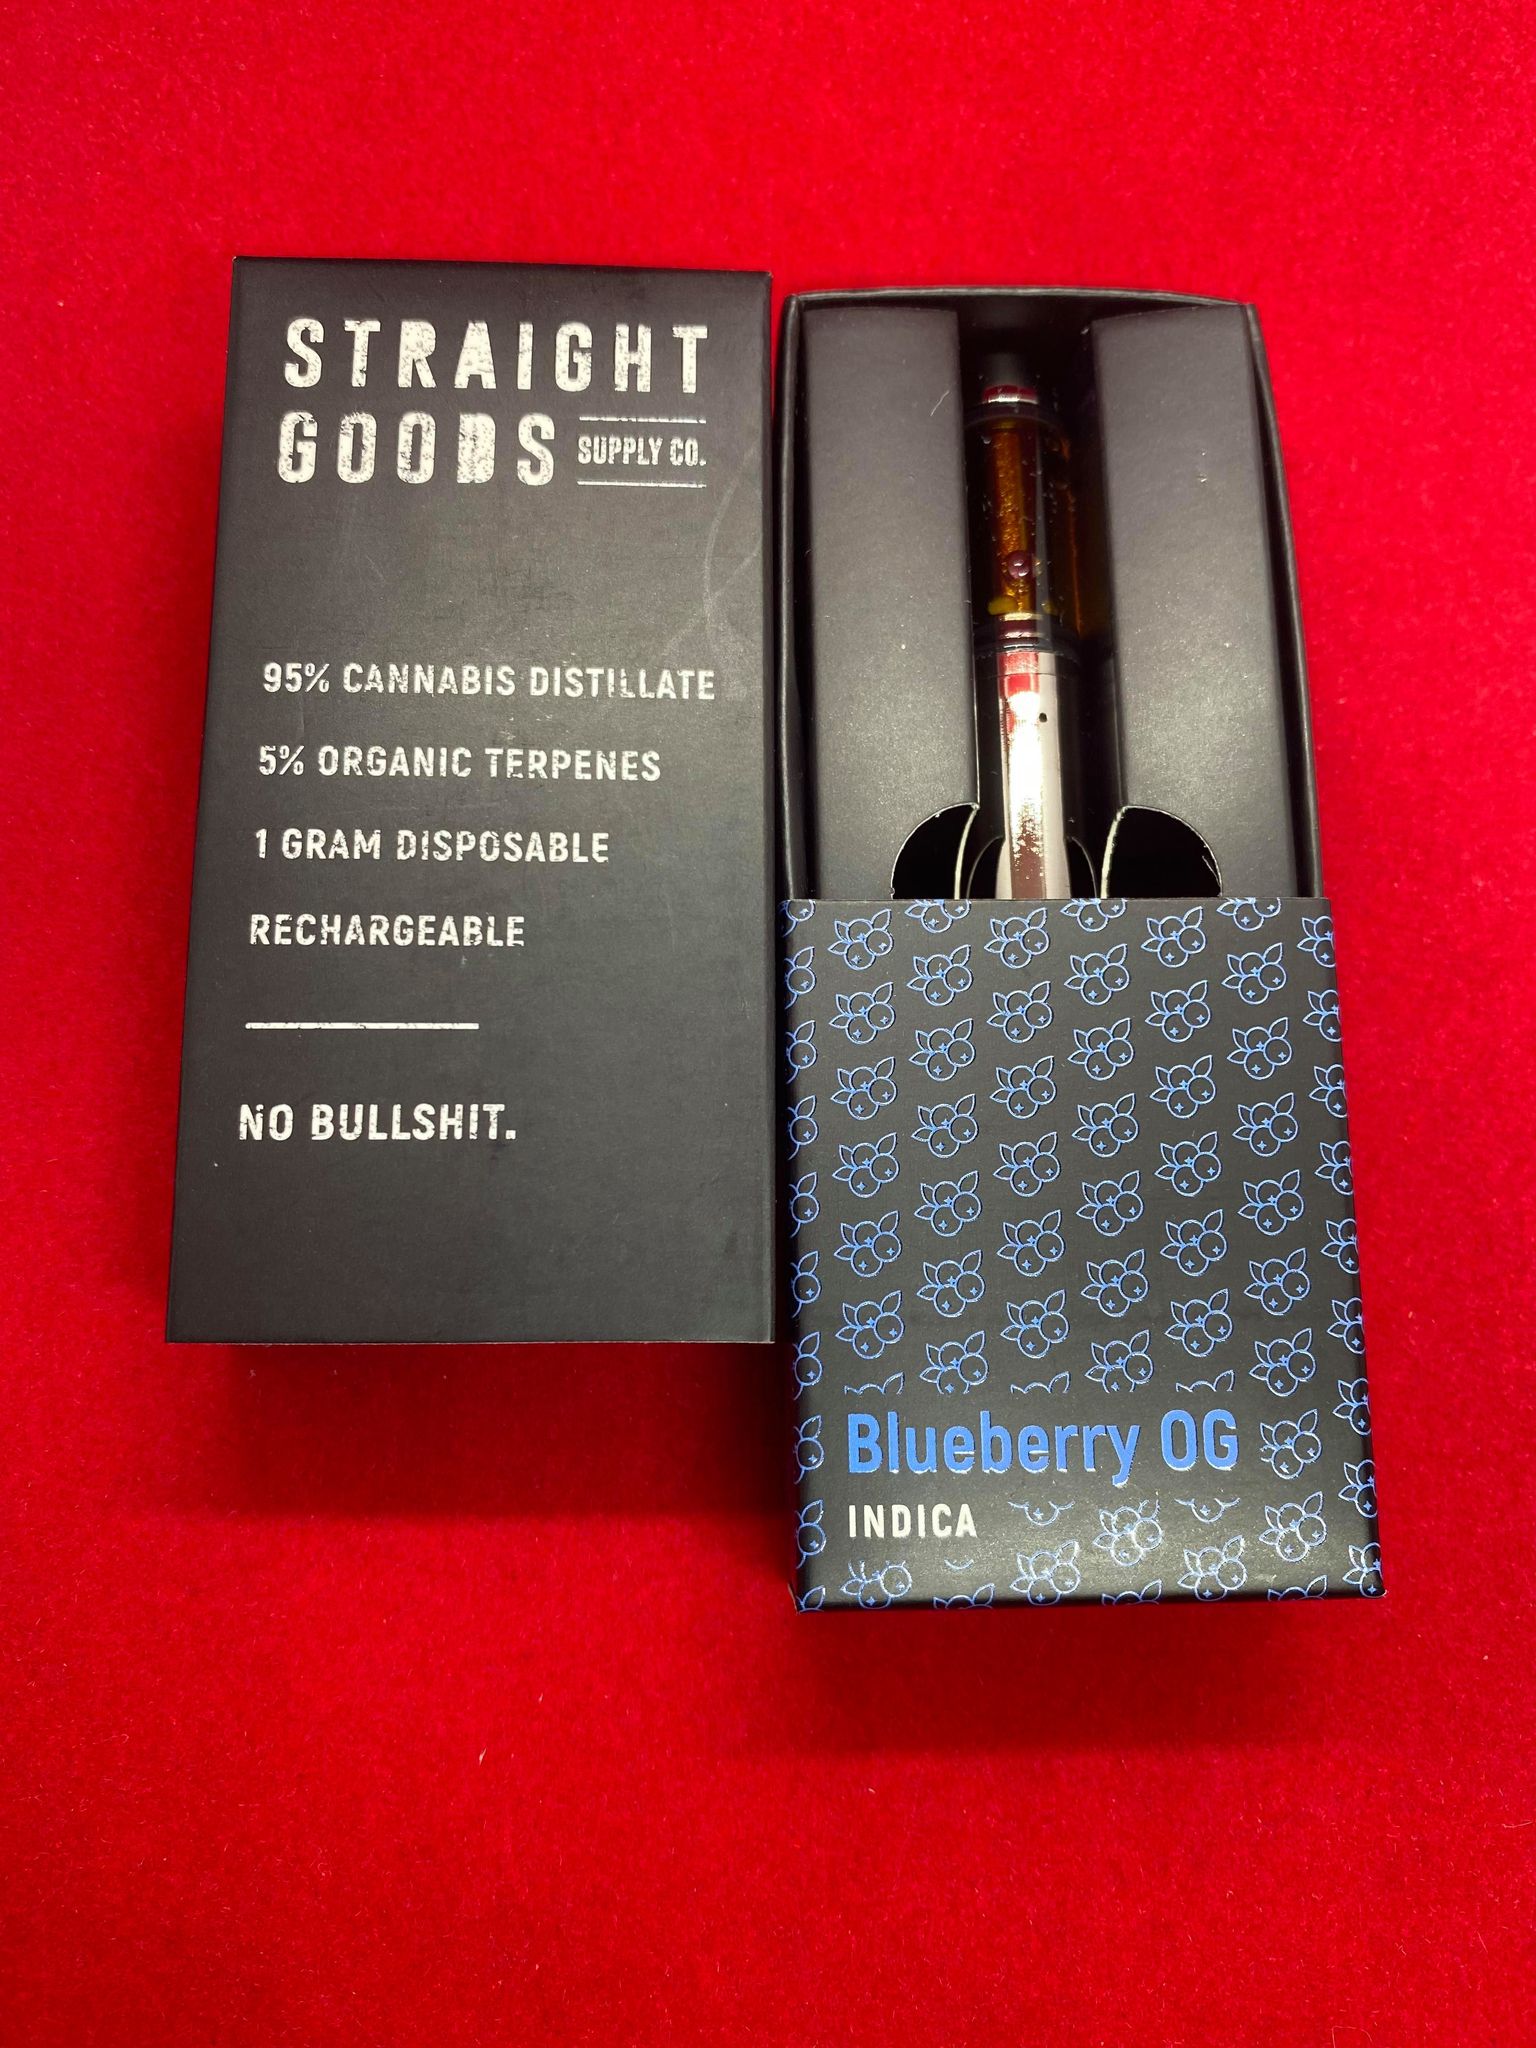 STRAIGHT
GOODS
SUPPLY CO.
95% CANNABIS DISTILLATE
5% ORGANIC TERPENES
1 GRAM DISPOSABLE
RECHARGEABLE
NO BULLSHIT.
Blueberry OG
INDICA